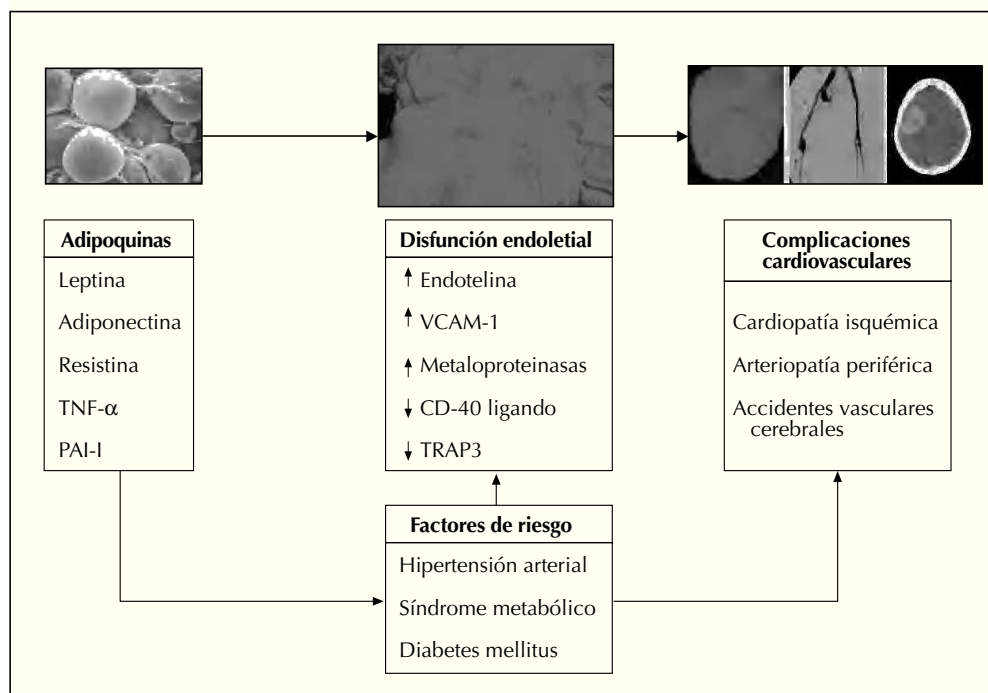 Adipoquinas
Leptina
Adiponectina
Resistina
TNF-α
PAI-I
Disfunción endoletial
↑ Endotelina
↑ VCAM-1
↑ Metaloproteinasas
↓ CD-40 ligando
↓ TRAP3
Complicaciones
cardiovasculares
Cardiopatía isquémica
Arteriopatía periférica
Accidentes vasculares
cerebrales
Factores de riesgo
Hipertensión arterial
Síndrome metabólico
Diabetes mellitus